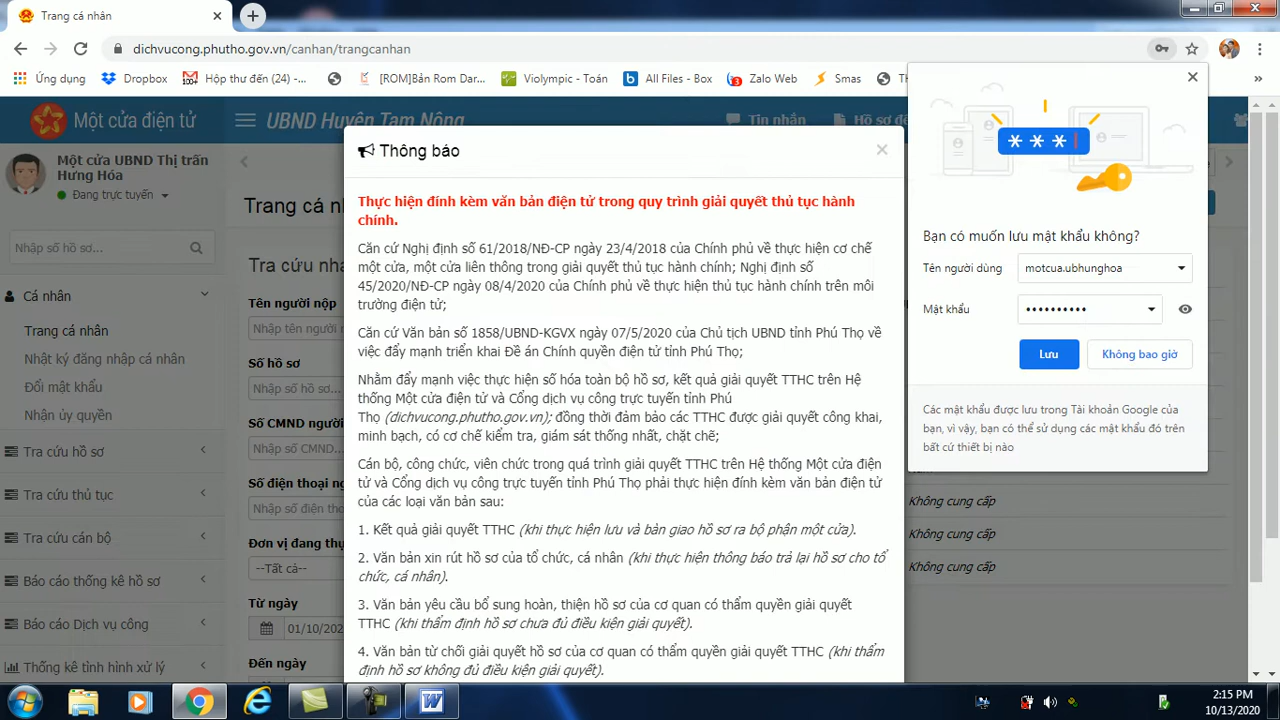 Trang cá nhân
dichvucong.phutho.gov.vn/canhan/trangcanhan
Ứng dụng
Dropbox
Hộp thư đến (24) -...
[ROM]Bản Rom Dar...
Violympic - Toán
All Files - Box
Zalo Web
Smas
»
Một cửa điện tử
UBND Huyện Tam Nông
Tin nhắn
Một cửa UBND Thị trấn
Hưng Hóa
Đang trực tuyến
Nhập số hồ sơ...
Cá nhân
Trang cá nhân
Nhật ký đăng nhập cá nhân
Đổi mật khẩu
Nhận ủy quyền
Tra cứu hồ sơ
Tra cứu thủ tục
Tra cứu cán bộ
Báo cáo thống kê hồ sơ
Báo cáo Dịch vụ công
Thống kê tình hình xử lý
Trang cá n
Tra cứu nha
Tên người nộp
Nhập tên người
Số hồ sơ
Nhập số hồ sơ
Số CMND người
Nhập số CMND
Số điện thoại
Nhập số điện tho
Đơn vị đang thụ
--Tất cả--
Từ ngày
01/10/202
Đến ngày
Thông báo
×
Thực hiện đính kèm văn bản điện tử trong quy trình giải quyết thủ tục hành
chính.
Căn cứ Nghị định số 61/2018/NĐ-CP ngày 23/4/2018 của Chính phủ về thực hiện cơ chế
một cửa, một cửa liên thông trong giải quyết thủ tục hành chính; Nghị định số
45/2020/NĐ-CP ngày 08/4/2020 của Chính phủ về thực hiện thủ tục hành chính trên môi
trường điện tử;
Căn cứ Văn bản số 1858/UBND-KGVX ngày 07/5/2020 của Chủ tịch UBND tỉnh Phú Thọ về
việc đẩy mạnh triển khai Đề án Chính quyền điện tử tỉnh Phú Thọ;
Nhằm đẩy mạnh việc thực hiện số hóa toàn bộ hồ sơ, kết quả giải quyết TTHC trên Hệ
thống Một cửa điện tử và Cổng dịch vụ công trực tuyến tỉnh Phú
Thọ (dichvucong.phutho.gov.vn); đồng thời đảm bảo các TTHC được giải quyết công khai,
minh bạch, có cơ chế kiểm tra, giám sát thống nhất, chặt chẽ;
Cán bộ, công chức, viên chức trong quá trình giải quyết TTHC trên Hệ thống Một cửa điện
tử và Cổng dịch vụ công trực tuyến tỉnh Phú Thọ phải thực hiện đính kèm văn bản điện tử
của các loại văn bản sau:
1. Kết quả giải quyết TTHC (khi thực hiện lưu và bàn giao hồ sơ ra bộ phận một cửa).
2. Văn bản xin rút hồ sơ của tổ chức, cá nhân (khi thực hiện thông báo trả lại hồ sơ cho tổ
chức, cá nhân).
3. Văn bản yêu cầu bổ sung hoàn, thiện hồ sơ của cơ quan có thẩm quyền giải quyết
TTHC (khi thẩm định hồ sơ chưa đủ điều kiện giải quyết).
4. Văn bản từ chối giải quyết hồ sơ của cơ quan có thẩm quyền giải quyết TTHC (khi thẩm
định hồ sơ không đủ điều kiện giải quyết).
* * *
Bạn có muốn lưu mật khẩu không?
Tên người dùng
motcua.ubhunghoa
Mật khẩu
••••••••••
Lưu
Không bao giờ
Các mật khẩu được lưu trong Tài khoản Google của
bạn, vì vậy, bạn có thể sử dụng các mật khẩu đó trên
bất cứ thiết bị nào
Không cung cấp
Không cung cấp
Không cung cấp
2:15 PM
10/13/2020